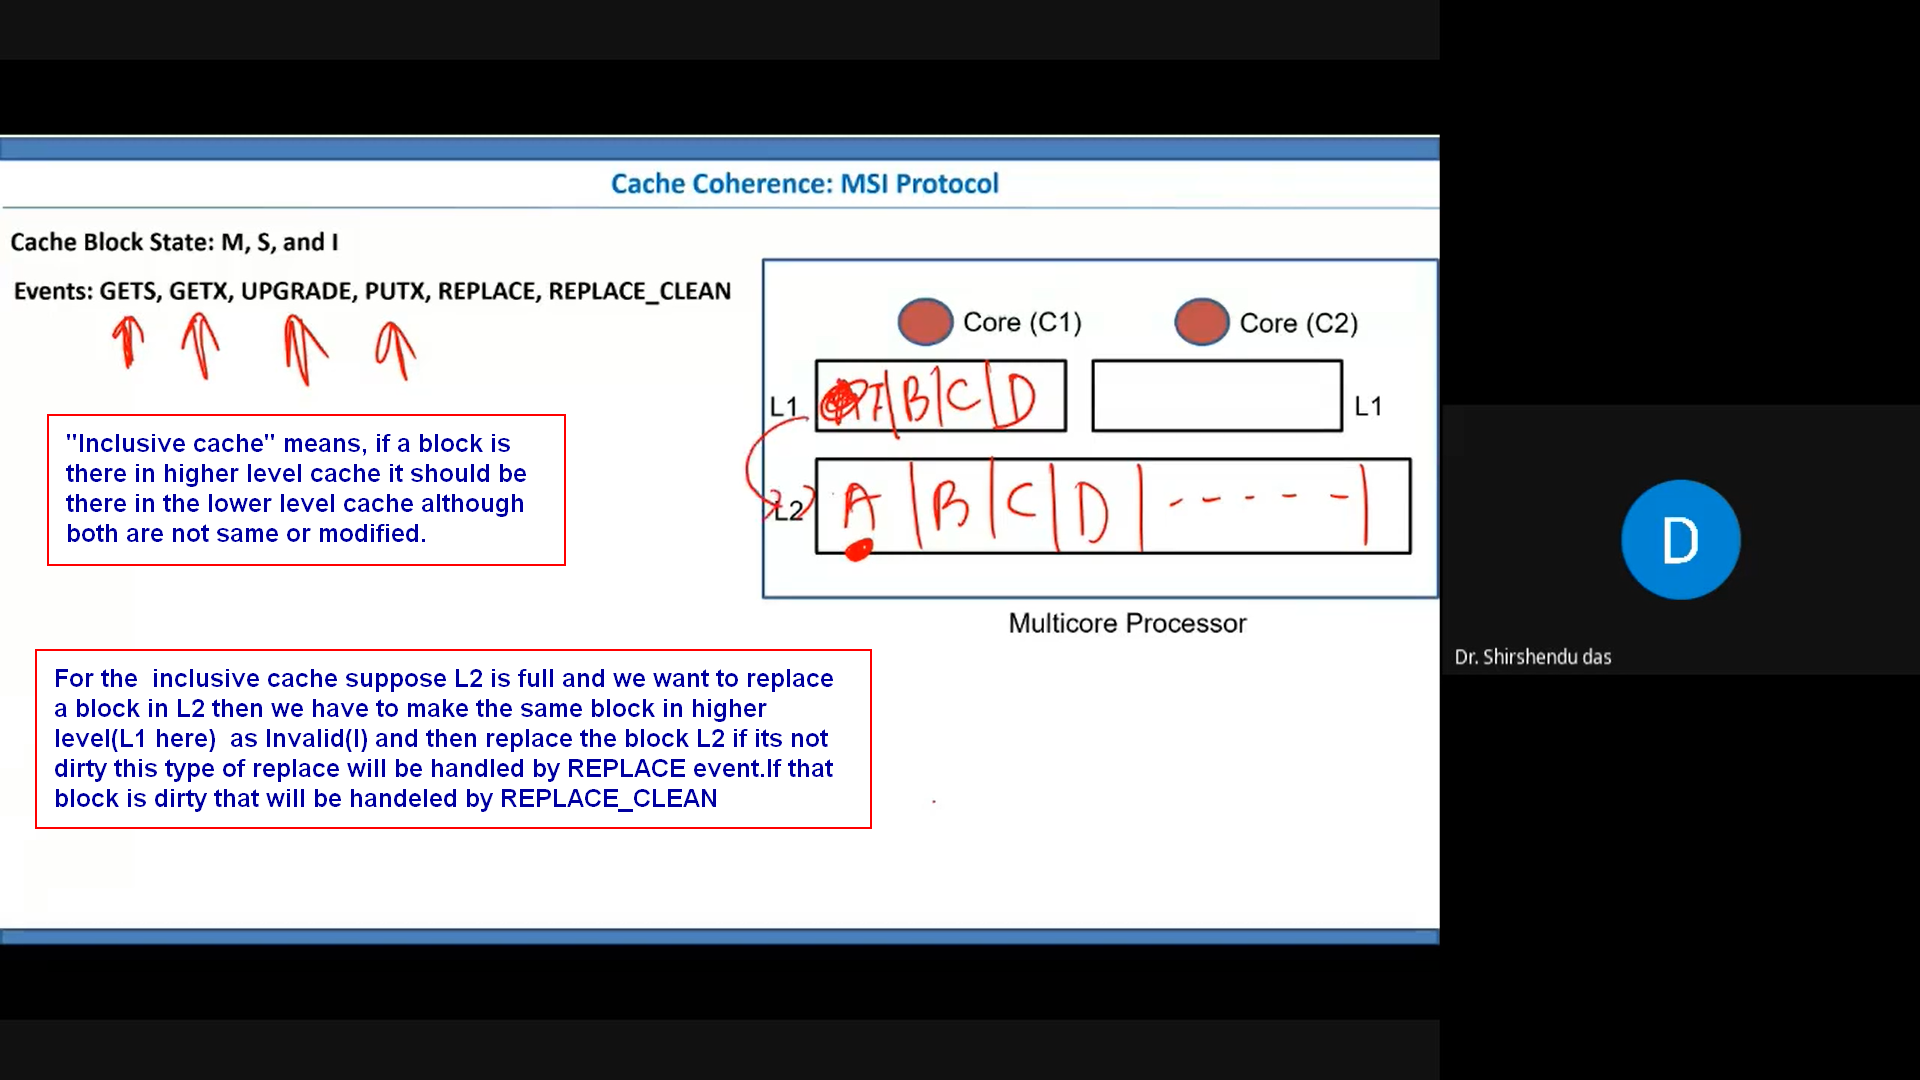 Cache Coherence: MSI Protocol
Cache Block State: M, S, and I
Events: GETS, GETX, UPGRADE, PUTX, REPLACE, REPLACE_CLEAN
"Inclusive cache" means, if a block is
there in higher level cache it should be
there in the lower level cache although
both are not same or modified.
Core (C1)
Core (C2)
L1
B C D
L1
L2
A B C D
Multicore Processor
For the inclusive cache suppose L2 is full and we want to replace
a block in L2 then we have to make the same block in higher
level(L1 here) as Invalid(I) and then replace the block L2 if its not
dirty this type of replace will be handled by REPLACE event.If that
block is dirty that will be handeled by REPLACE_CLEAN
D
Dr. Shirshendu das